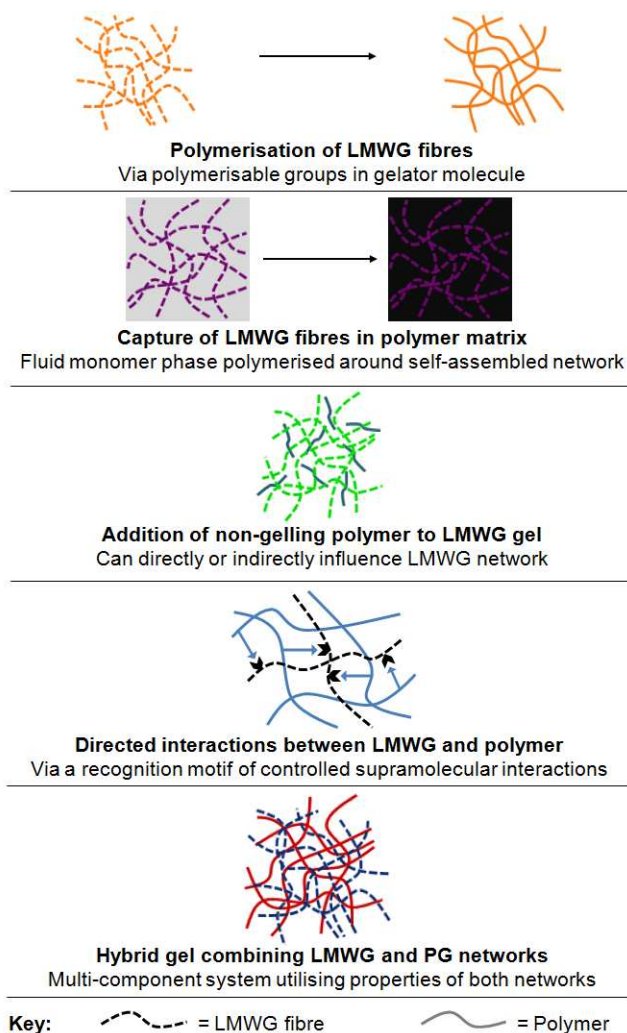 Polymerisation of LMWG fibres
Via polymerisable groups in gelator molecule
Capture of LMWG fibres in polymer matrix
Fluid monomer phase polymerised around self-assembled network
Addition of non-gelling polymer to LMWG gel
Can directly or indirectly influence LMWG network
Directed interactions between LMWG and polymer
Via a recognition motif of controlled supramolecular interactions
Hybrid gel combining LMWG and PG networks
Multi-component system utilising properties of both networks
Key: = LMWG fibre = Polymer